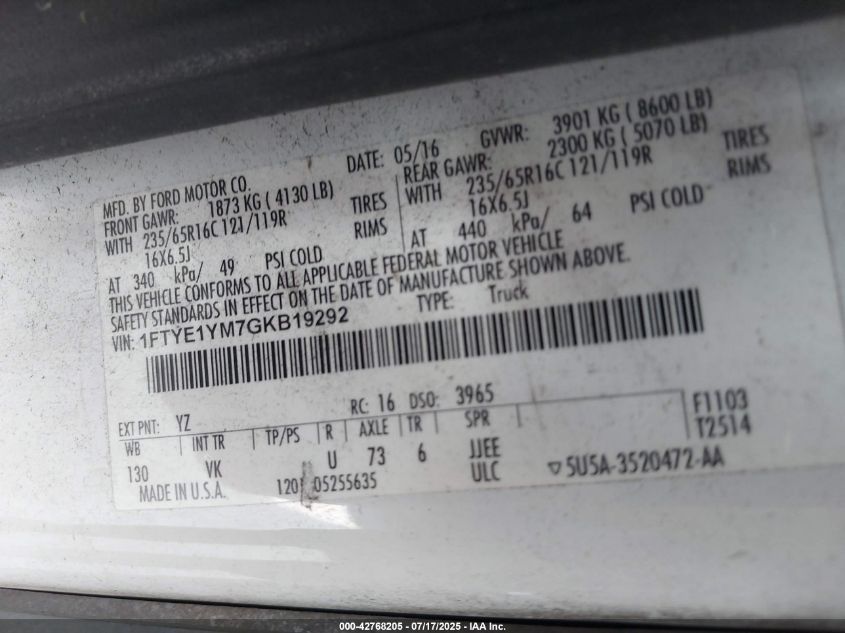 MFD. BY FORD MOTOR CO.
FRONT GAWR: 1873 KG ( 4130 LB)
WITH 235/65R16C 121/119R TIRES
16X6.5J RIMS
AT 340 kPa/ 49 PSI COLD
DATE: 05/16 GVWR: 3901 KG ( 8600 LB)
REAR GAWR: 2300 KG ( 5070 LB)
WITH 235/65R16C 121/119R TIRES
16X6.5J RIMS
AT 440 kPa/ 64 PSI COLD
THIS VEHICLE CONFORMS TO ALL APPLICABLE FEDERAL MOTOR VEHICLE
SAFETY STANDARDS IN EFFECT ON THE DATE OF MANUFACTURE SHOWN ABOVE.
VIN: 1FTYE1YM7GKB19292 TYPE: Truck
EXT PNT: YZ RC: 16 DSO: 3965
WB INT TR TP/PS R AXLE TR SPR
130 VK U 73 6 JJEE
ULC
F1103
T2514
MADE IN U.S.A. 120 05255635 ▽5U5A-3520472-AA
000-42768205 - 07/17/2025 - IAA Inc.